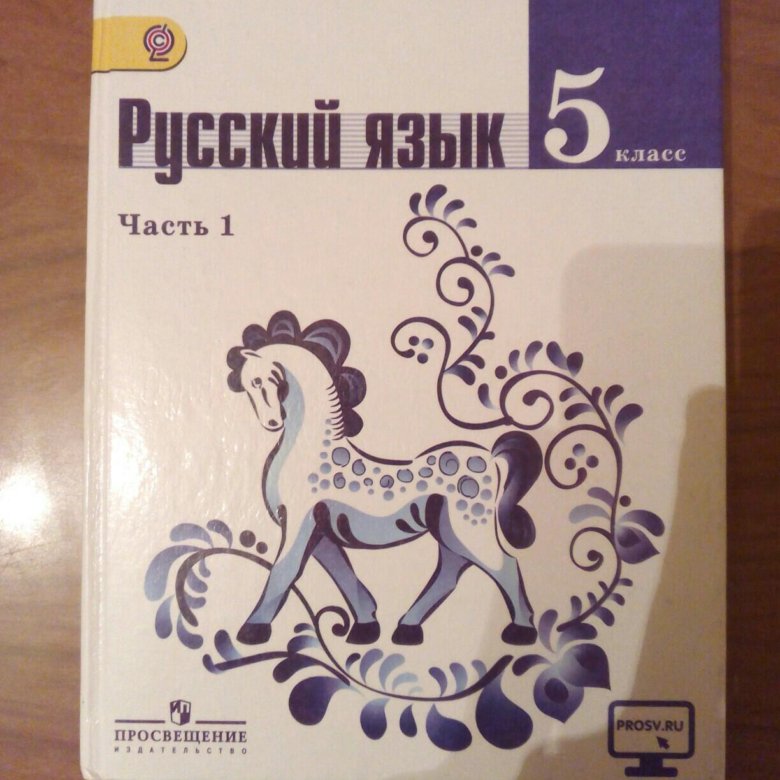 Русский язык
5
класс
Часть 1
ПРОСВЕЩЕНИЕ
ИЗДАТЕЛЬСТВО
PROSV.RU